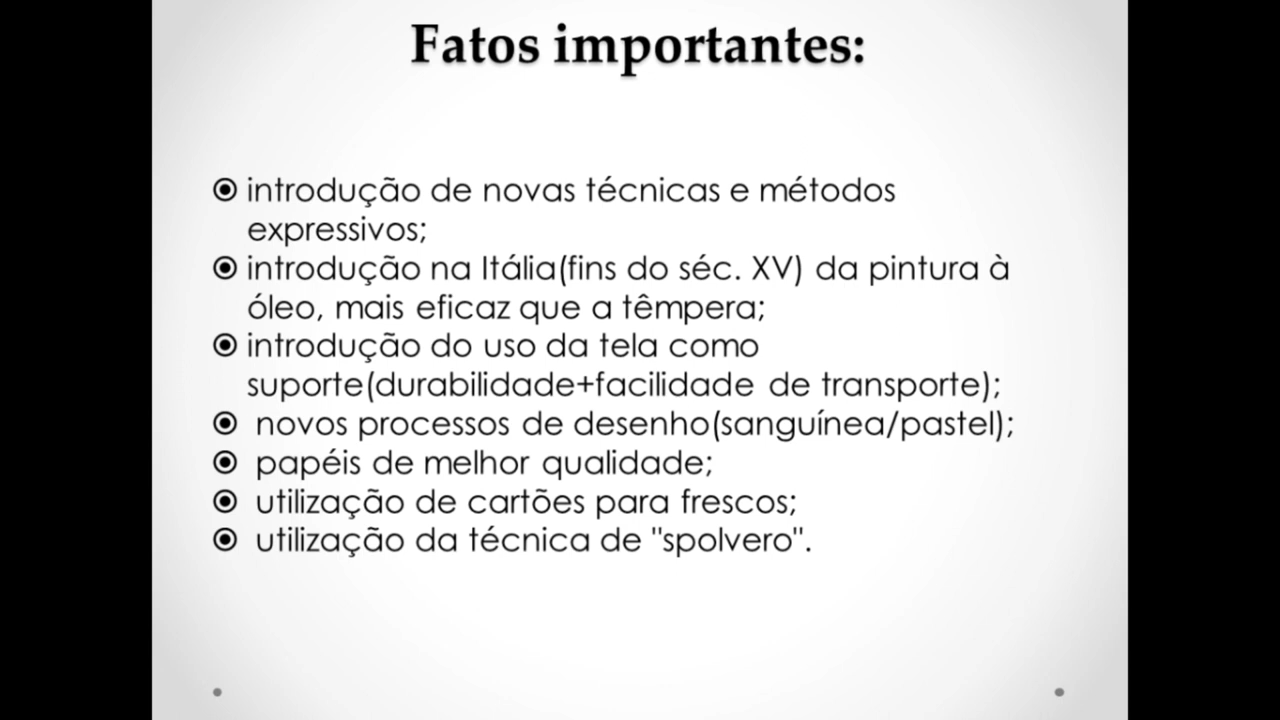 Fatos importantes:
introdução de novas técnicas e métodos
expressivos;
introdução na Itália(fins do séc. XV) da pintura à
óleo, mais eficaz que a têmpera;
introdução do uso da tela como
suporte(durabilidade+facilidade de transporte);
novos processos de desenho(sanguínea/pastel);
papéis de melhor qualidade;
utilização de cartões para frescos;
utilização da técnica de "spolvero".